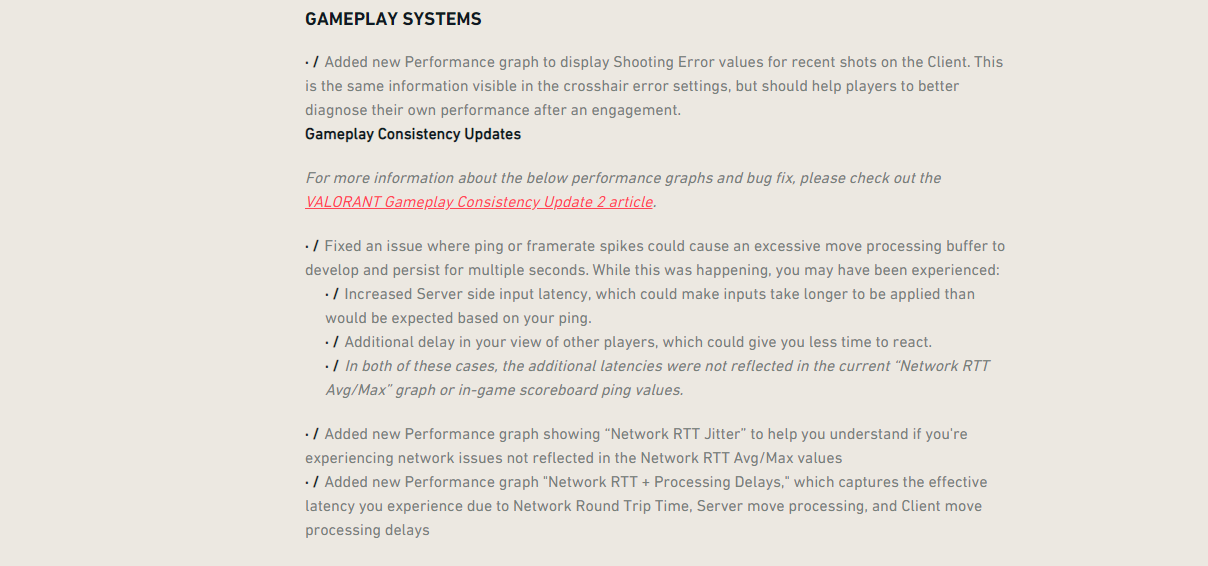 GAMEPLAY SYSTEMS
· / Added new Performance graph to display Shooting Error values for recent shots on the Client. This
is the same information visible in the crosshair error settings, but should help players to better
diagnose their own performance after an engagement.
Gameplay Consistency Updates
For more information about the below performance graphs and bug fix, please check out the
VALORANT Gameplay Consistency Update 2 article.
· / Fixed an issue where ping or framerate spikes could cause an excessive move processing buffer to
develop and persist for multiple seconds. While this was happening, you may have been experienced:
· / Increased Server side input latency, which could make inputs take longer to be applied than
would be expected based on your ping.
· / Additional delay in your view of other players, which could give you less time to react.
· / In both of these cases, the additional latencies were not reflected in the current “Network RTT
Avg/Max” graph or in-game scoreboard ping values.
· / Added new Performance graph showing “Network RTT Jitter” to help you understand if you're
experiencing network issues not reflected in the Network RTT Avg/Max values
· / Added new Performance graph "Network RTT + Processing Delays," which captures the effective
latency you experience due to Network Round Trip Time, Server move processing, and Client move
processing delays